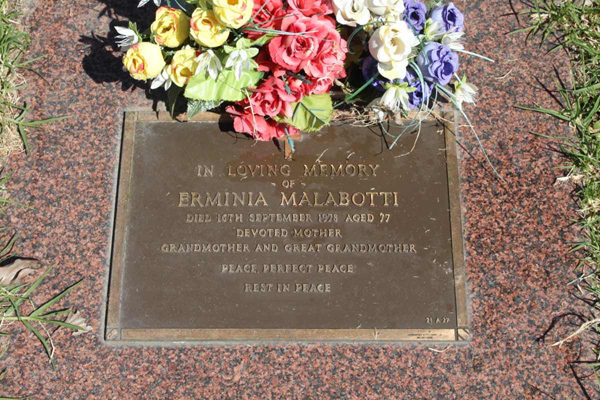 IN LOVING MEMORY
OF
ERMINIA MALABOTTI
DIED 16TH SEPTEMBER 1978 AGED 77
DEVOTED MOTHER
GRANDMOTHER AND GREAT GRANDMOTHER
PEACE, PERFECT PEACE
REST IN PEACE